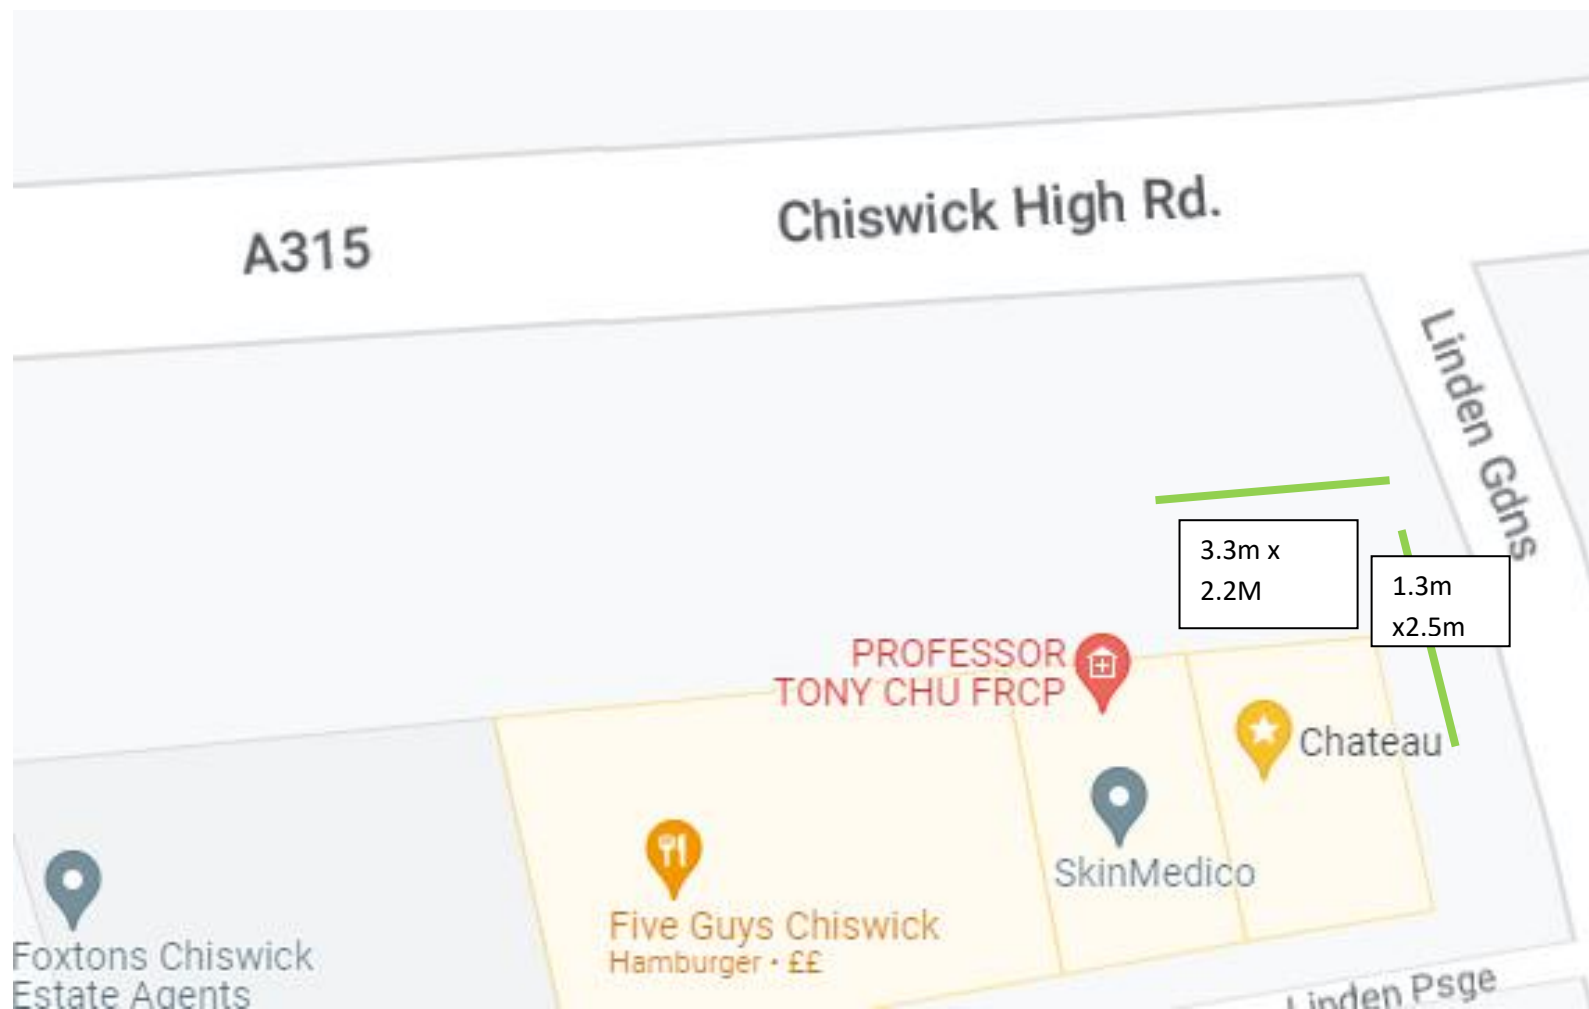 Chiswick High Rd.
A315
Linden Gdns
3.3m x
2.2M
1.3m
x2.5m
PROFESSOR
TONY CHU FRCP
Chateau
SkinMedico
Five Guys Chiswick
Hamburger · ££
Foxtons Chiswick
Estate Agents
Linden Psge